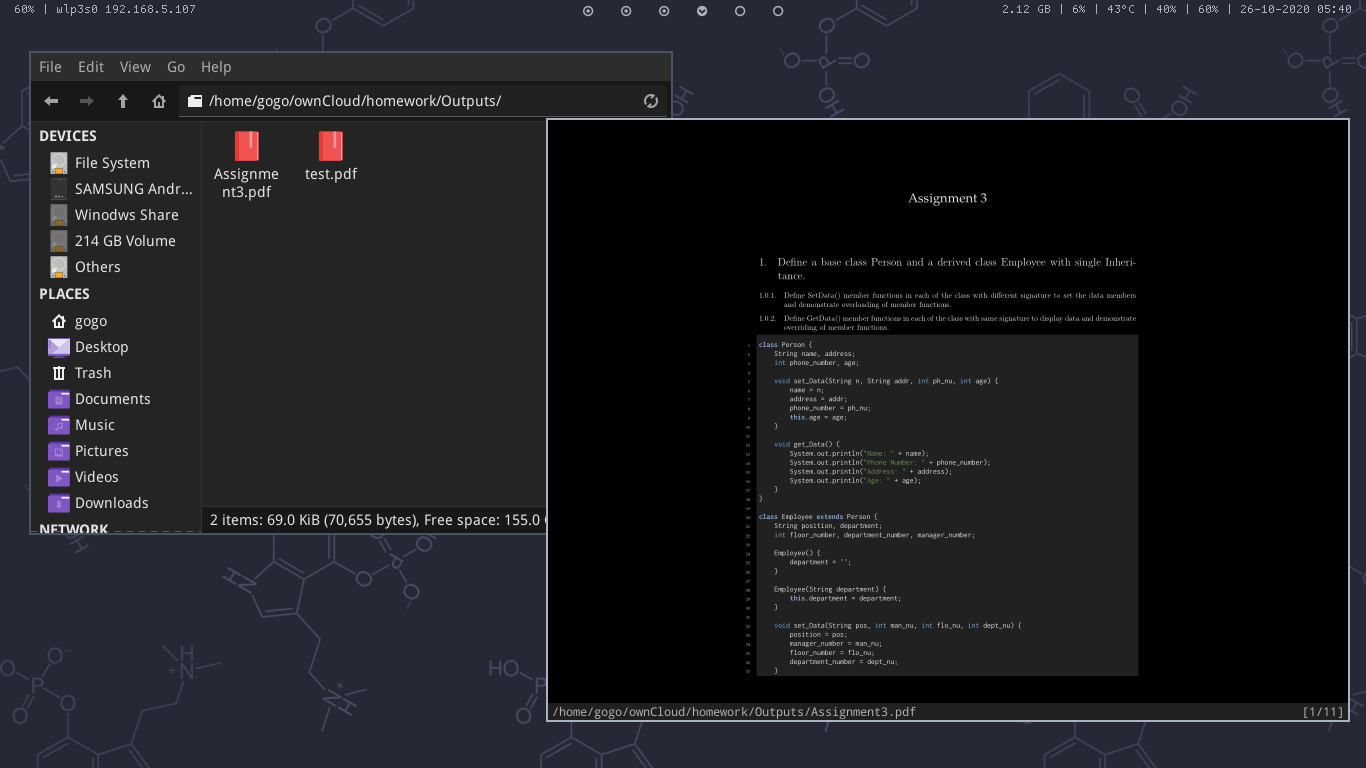 60% | wlp3s0 192.168.5.107
2.12 GB | 6% | 43°C | 40% | 60% | 26-10-2020 05:40
File Edit View Go Help
/home/gogo/ownCloud/homework/Outputs/
DEVICES
File System
SAMSUNG Andr...
Winodws Share
214 GB Volume
Others
PLACES
gogo
Desktop
Trash
Documents
Music
Pictures
Videos
Downloads
NETWORK
Assignme
nt3.pdf
test.pdf
2 items: 69.0 KiB (70,655 bytes), Free space: 155.0
Assignment 3
1. Define a base class Person and a derived class Employee with single Inheri-
tance.
1.0.1. Define SetData() member functions in each of the class with different signature to set the data members
and demonstrate overloading of member functions.
1.0.2. Define GetData() member functions in each of the class with same signature to display data and demonstrate
overriding of member functions.
class Person {
String name, address;
int phone_number, age;
void set_Data(String n, String addr, int ph_nu, int age) {
name = n;
address = addr;
phone_number = ph_nu;
this.age = age;
}
void get_Data() {
System.out.println("Name: " + name);
System.out.println("Phone Number: " + phone_number);
System.out.println("Address: " + address);
System.out.println("Age: " + age);
}
}
class Employee extends Person {
String position, department;
int floor_number, department_number, manager_number;
Employee() {
department = "";
}
Employee(String department) {
this.department = department;
}
void set_Data(String pos, int man_nu, int flo_nu, int dept_nu) {
position = pos;
manager_number = man_nu;
floor_number = flo_nu;
department_number = dept_nu;
}
/home/gogo/ownCloud/homework/Outputs/Assignment3.pdf
[1/11]
HO
N
H
P
O